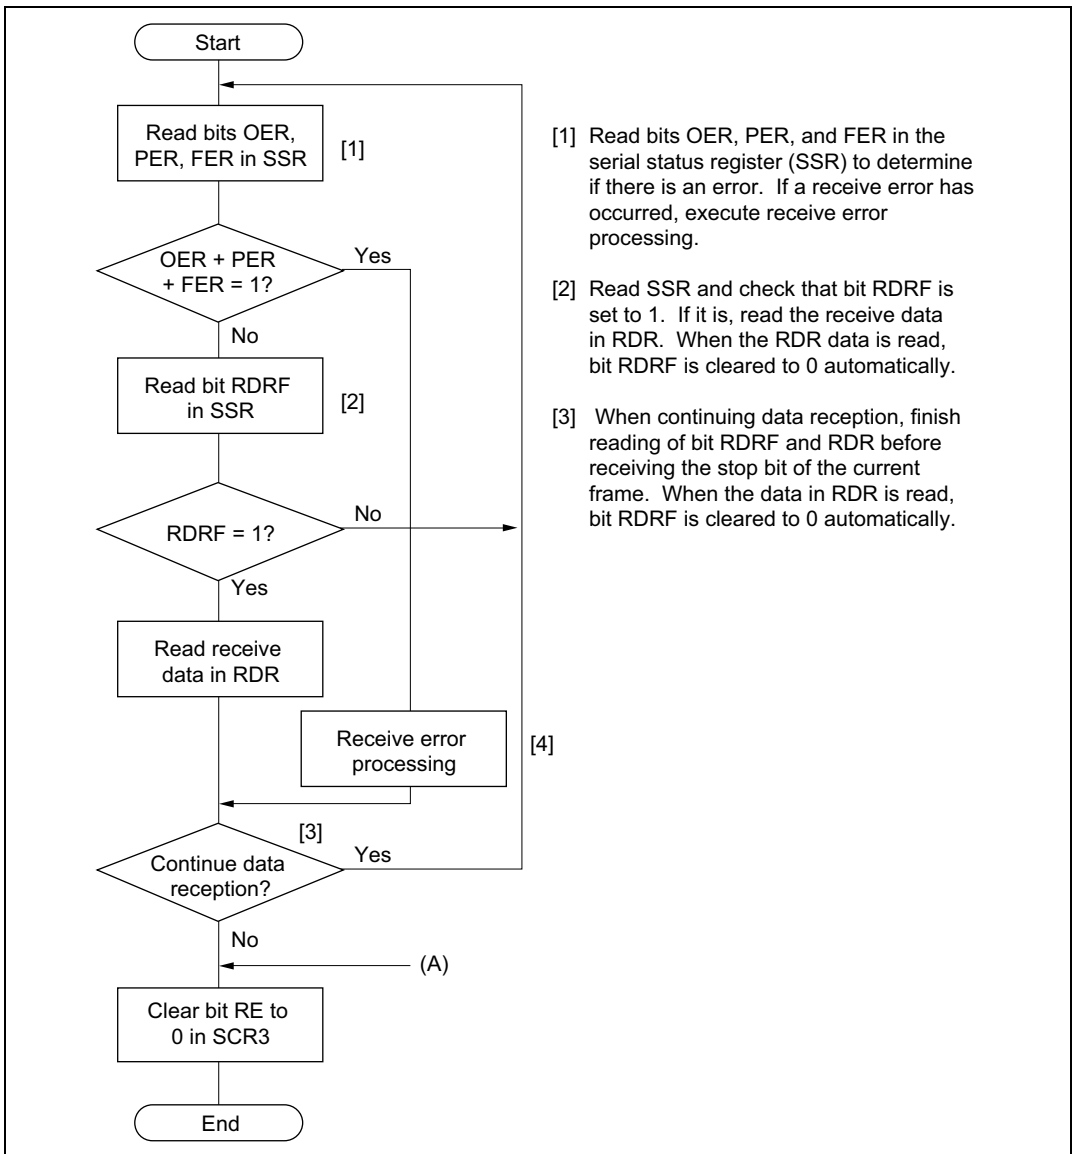 Start
Read bits OER,
PER, FER in SSR
[1]
OER + PER
+ FER = 1?
Yes
No
Read bit RDRF
in SSR
[2]
RDRF = 1?
No
Yes
Read receive
data in RDR
Receive error
processing
[4]
[3]
Continue data
reception?
Yes
No
(A)
Clear bit RE to
0 in SCR3
End
[1] Read bits OER, PER, and FER in the
serial status register (SSR) to determine
if there is an error. If a receive error has
occurred, execute receive error
processing.
[2] Read SSR and check that bit RDRF is
set to 1. If it is, read the receive data
in RDR. When the RDR data is read,
bit RDRF is cleared to 0 automatically.
[3] When continuing data reception, finish
reading of bit RDRF and RDR before
receiving the stop bit of the current
frame. When the data in RDR is read,
bit RDRF is cleared to 0 automatically.